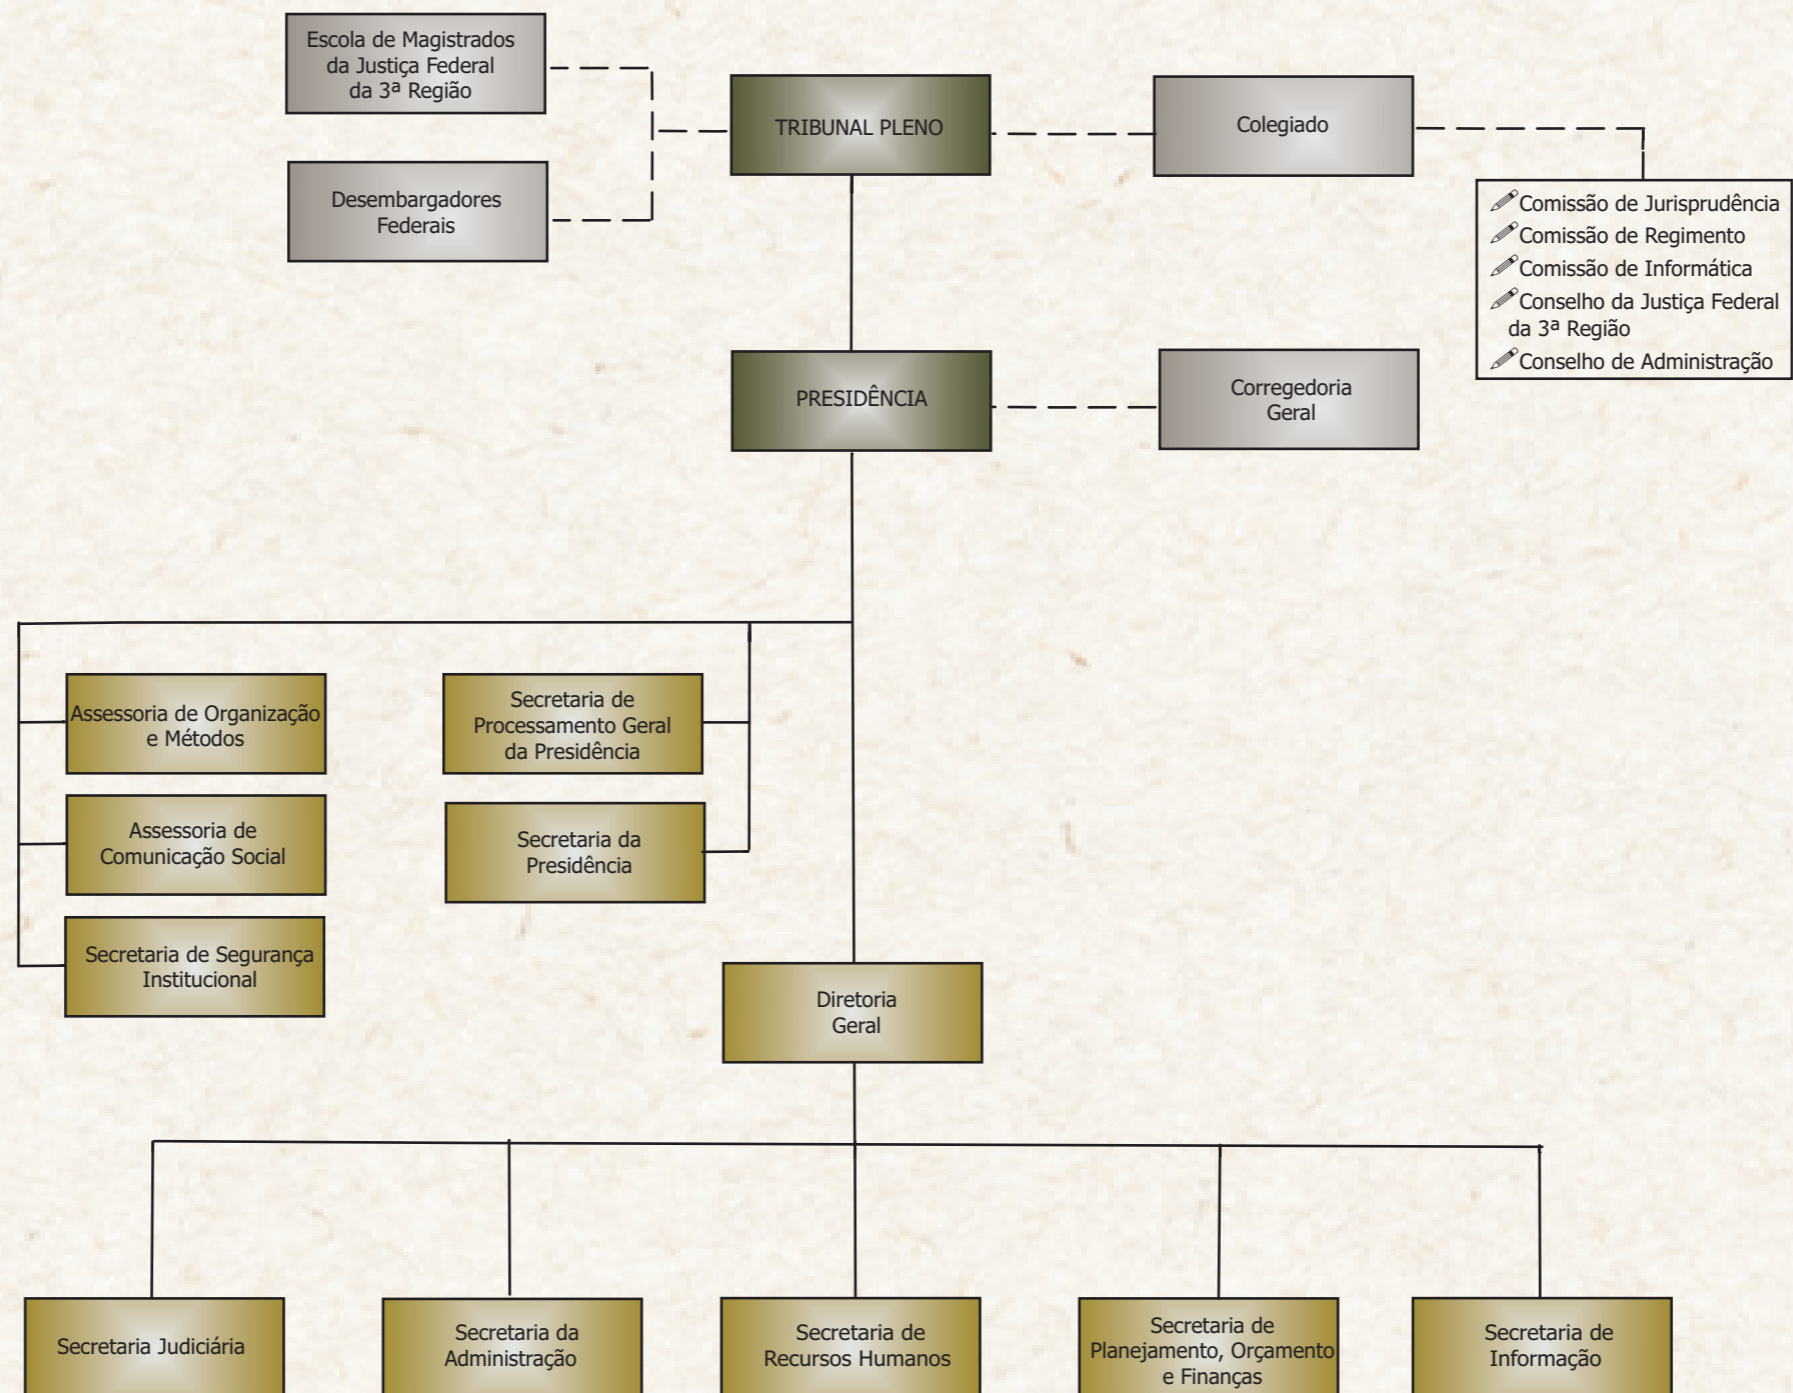 Escola de Magistrados
da Justiça Federal
da 3ª Região
TRIBUNAL PLENO
Colegiado
Desembargadores
Federais
Comissão de Jurisprudência
Comissão de Regimento
Comissão de Informática
Conselho da Justiça Federal
da 3ª Região
Conselho de Administração
PRESIDÊNCIA
Corregedoria
Geral
Assessoria de Organização
e Métodos
Secretaria de
Processamento Geral
da Presidência
Assessoria de
Comunicação Social
Secretaria da
Presidência
Secretaria de Segurança
Institucional
Diretoria
Geral
Secretaria Judiciária
Secretaria da
Administração
Secretaria de
Recursos Humanos
Secretaria de
Planejamento, Orçamento
e Finanças
Secretaria de
Informação